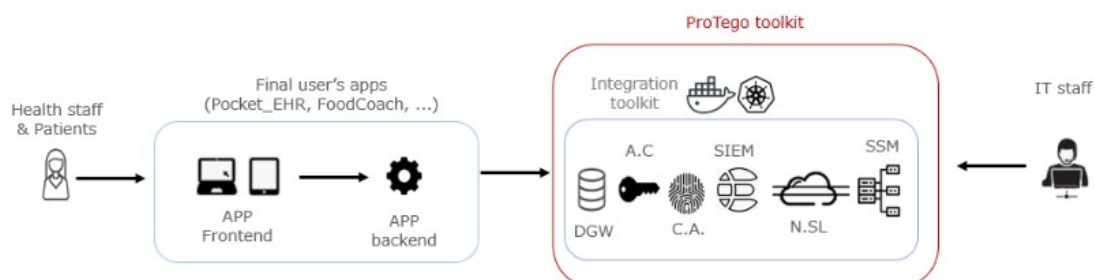 ProTego toolkit
Final user's apps
(Pocket_EHR, FoodCoach, ...)
Integration
toolkit
Health staff
& Patients
IT staff
A.C
SIEM
SSM
APP
Frontend
APP
backend
DGW
C.A.
N.SL